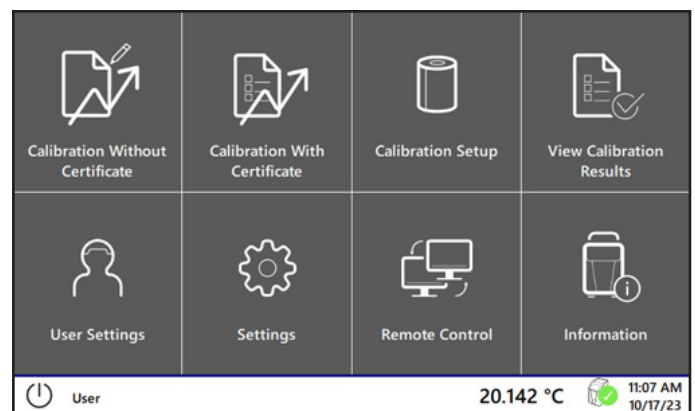 Calibration Without
Certificate
Calibration With
Certificate
Calibration Setup
View Calibration
Results
User Settings
Settings
Remote Control
Information
User
20.142 °C
11:07 AM
10/17/23